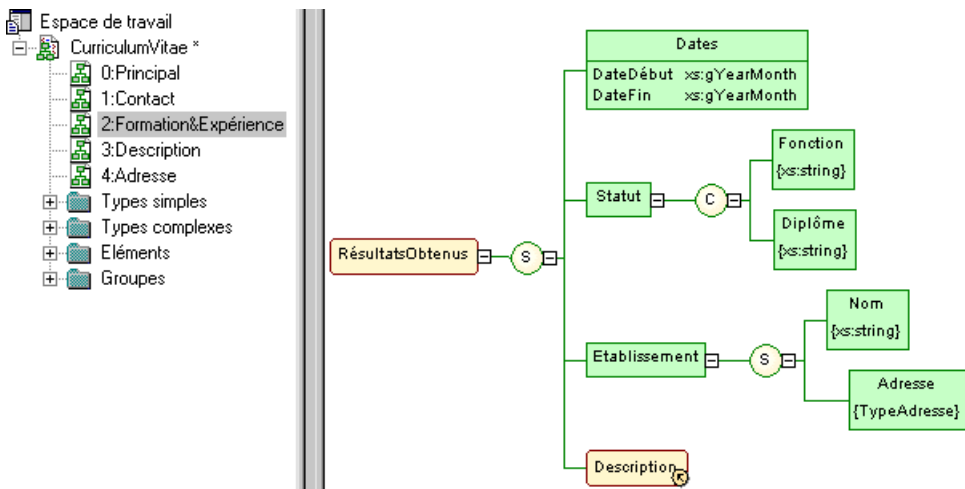 Espace de travail
CurriculumVitae *
0:Principal
1:Contact
2:Formation&Expérience
3:Description
4:Adresse
Types simples
Types complexes
Eléments
Groupes
RésultatsObtenus
S
Dates
DateDébut xs:gYearMonth
DateFin xs:gYearMonth
Statut
C
Fonction
{xs:string}
Diplôme
{xs:string}
Etablissement
S
Nom
{xs:string}
Adresse
{TypeAdresse}
Description